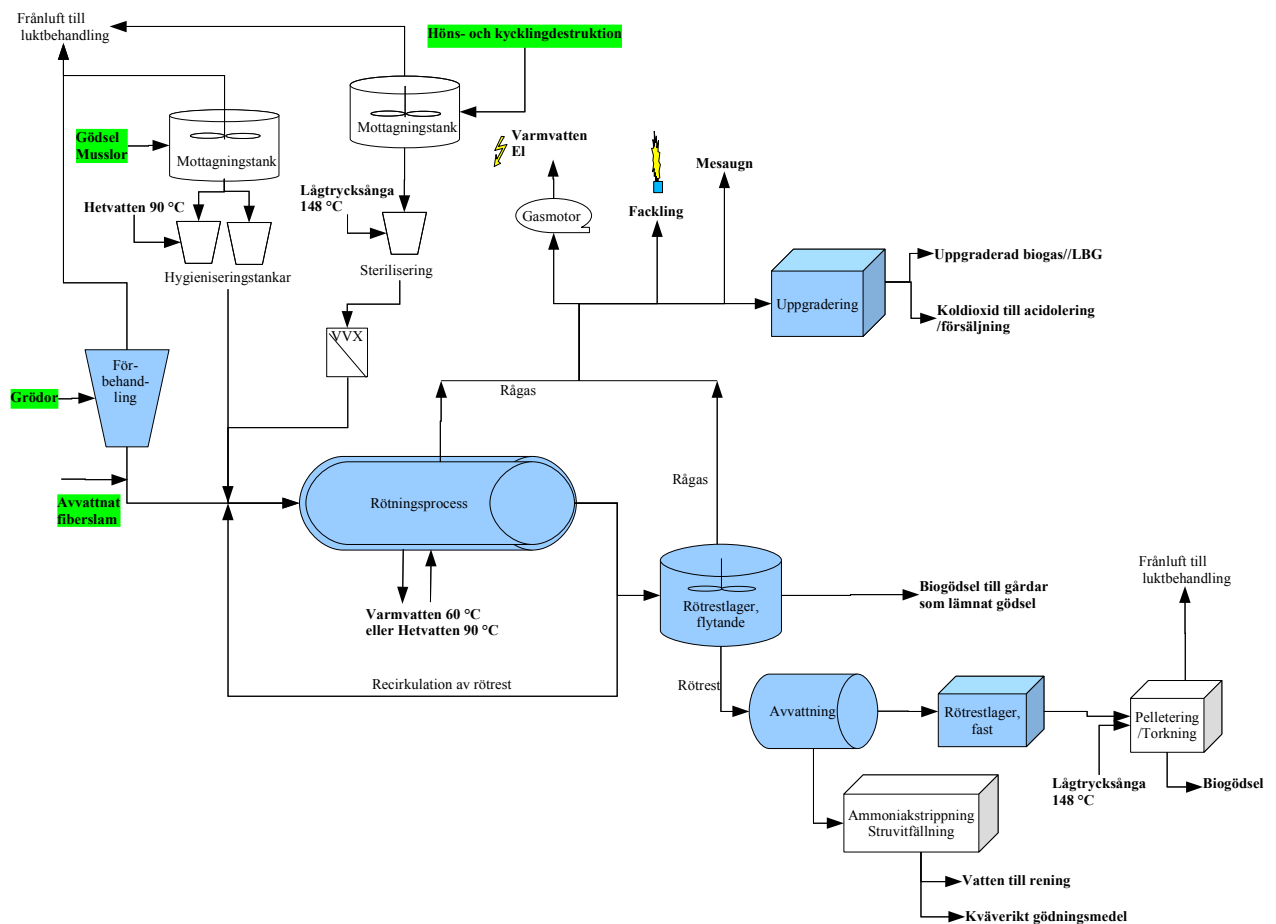 Frånluft till
luktbehandling
Höns- och kycklingdestruktion
Mottagningstank
Gödsel
Musslor
Mottagningstank
Varmvatten
El
Mesaugn
Lågtrycksånga
148 °C
Hetvatten 90 °C
Gasmotor
Fackling
Hygieniseringstankar
Sterilisering
Uppgraderad biogas//LBG
Uppgradering
Koldioxid till acidolering
/försäljning
VVX
För-
behand-
ling
Grödor
Rågas
Rågas
Avvattnat
fiberslam
Rötningsprocess
Varmvatten 60 °C
eller Hetvatten 90 °C
Rötrestlager,
flytande
Biogödsel till gårdar
som lämnat gödsel
Frånluft till
luktbehandling
Recirkulation av rötrest
Rötrest
Avvattning
Rötrestlager,
fast
Pelletering
/Torkning
Lågtrycksånga
148 °C
Biogödsel
Ammoniakstrippning
Struvitfällning
Vatten till rening
Kväverikt gödningsmedel